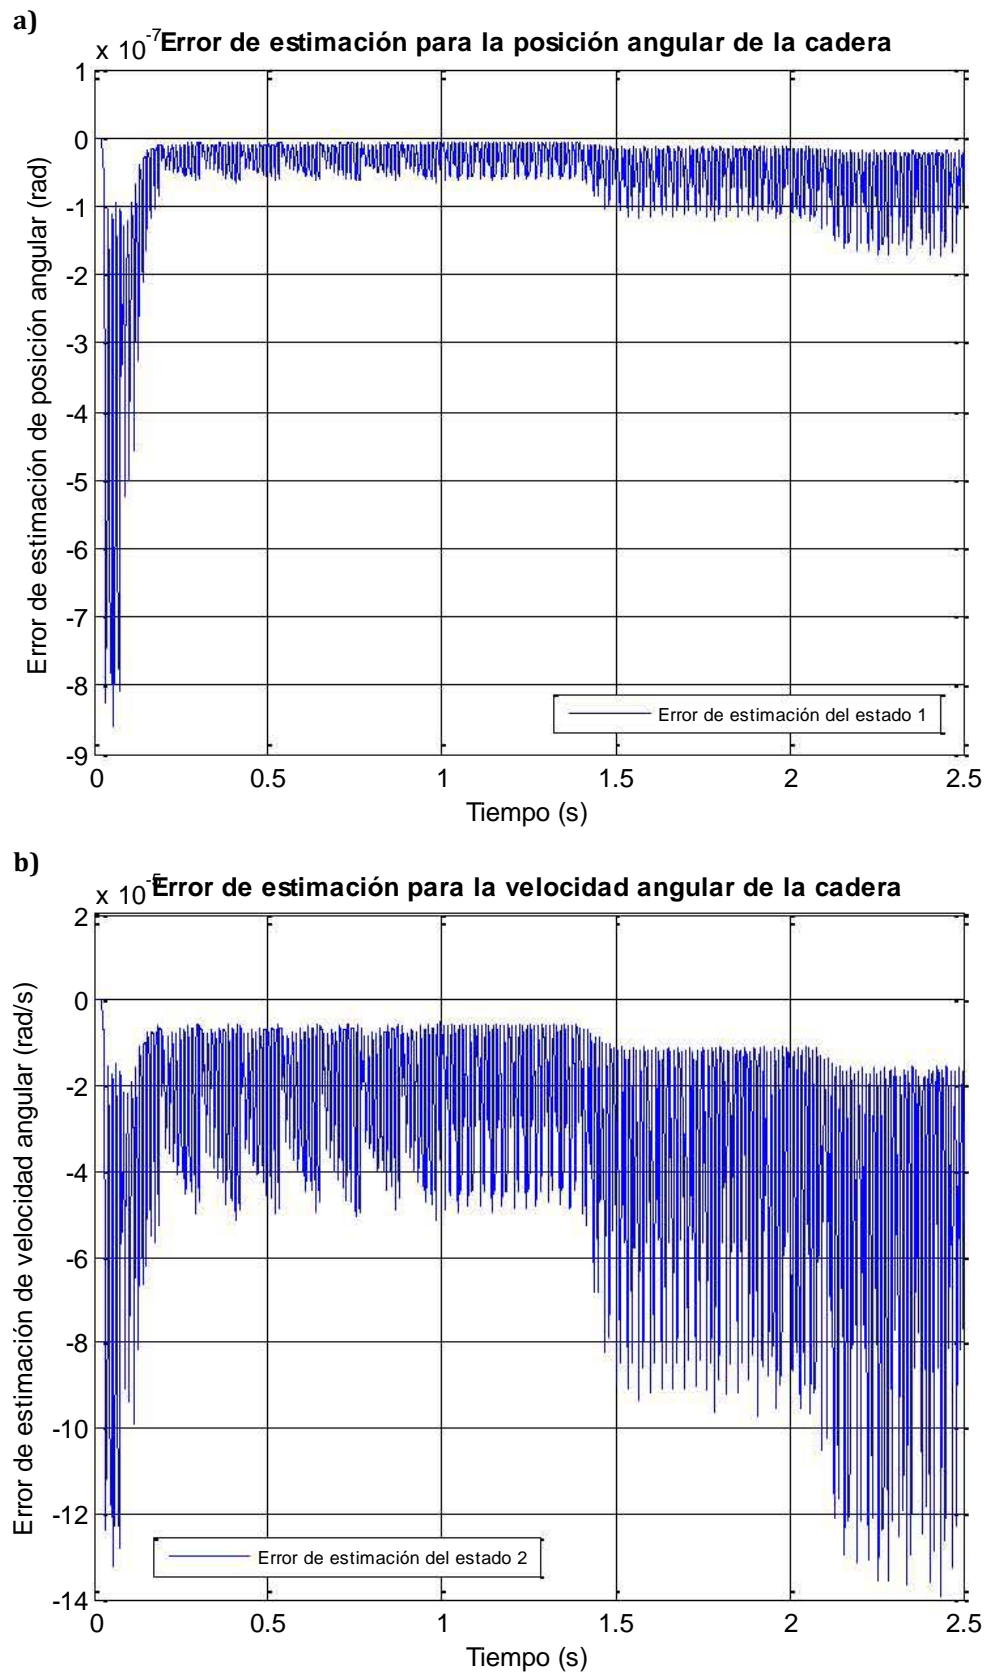 a)
x 10^-7 Error de estimación para la posición angular de la cadera
Error de estimación de posición angular (rad)
1
0
-1
-2
-3
-4
-5
-6
-7
-8
-9
Error de estimación del estado 1
0 0.5 1 1.5 2 2.5
Tiempo (s)
b)
x 10^-5 Error de estimación para la velocidad angular de la cadera
Error de estimación de velocidad angular (rad/s)
2
0
-2
-4
-6
-8
-10
-12
-14
Error de estimación del estado 2
0 0.5 1 1.5 2 2.5
Tiempo (s)